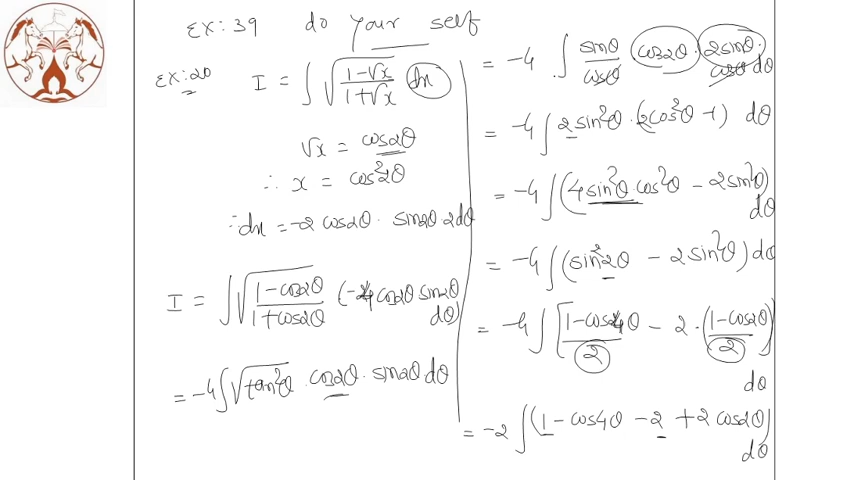 Ex: 39 do your self
Ex: 20 I = ∫ √((1-√x)/(1+√x)) dx
√x = cos2θ
∴ x = cos²2θ
∴ dx = -2 cos2θ · sin2θ · 2dθ
I = ∫ √((1-cos2θ)/(1+cos2θ)) (-4 cos2θ sin2θ dθ)
= -4 ∫ √(tan²θ) · cos2θ · sin2θ dθ
= -4 ∫ sinθ/cosθ · cos2θ · 2sinθ · cosθ dθ
= -4 ∫ 2sin²θ · (2cos²θ - 1) dθ
= -4 ∫ (4sin²θ · cos²θ - 2sin²θ) dθ
= -4 ∫ (sin²2θ - 2sin²θ) dθ
= -4 ∫ [(1-cos4θ)/2 - 2 · (1-cos2θ)/2] dθ
= -2 ∫ (1 - cos4θ - 2 + 2cos2θ) dθ